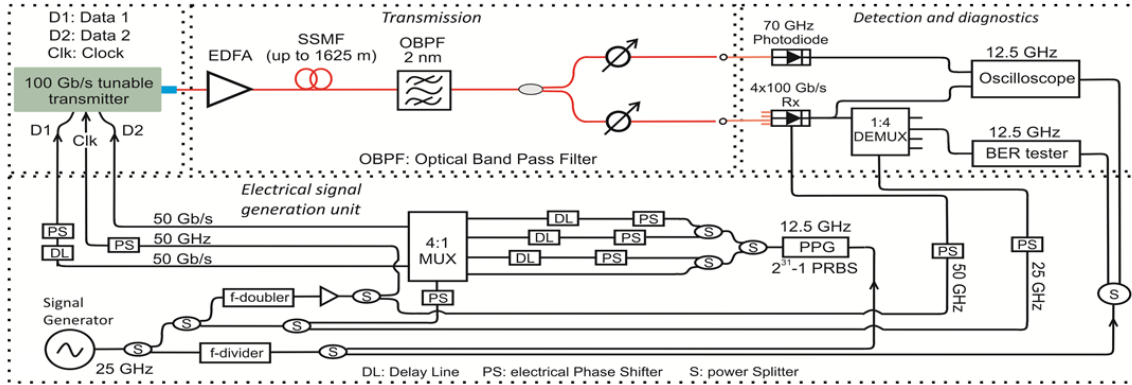 D1: Data 1
D2: Data 2
Clk: Clock
100 Gb/s tunable
transmitter
D1
Clk
D2
Transmission
EDFA
SSMF
(up to 1625 m)
OBPF
2 nm
OBPF: Optical Band Pass Filter
Detection and diagnostics
70 GHz
Photodiode
12.5 GHz
Oscilloscope
4x100 Gb/s
Rx
1:4
DEMUX
12.5 GHz
BER tester
Electrical signal
generation unit
50 Gb/s
50 GHz
50 Gb/s
PS
DL
PS
4:1
MUX
DL
PS
DL
PS
DL
PS
S
S
S
12.5 GHz
PPG
2³¹-1 PRBS
PS
50 GHz
PS
25 GHz
S
PS
Signal
Generator
25 GHz
f-doubler
S
S
S
S
f-divider
S
DL: Delay Line PS: electrical Phase Shifter S: power Splitter